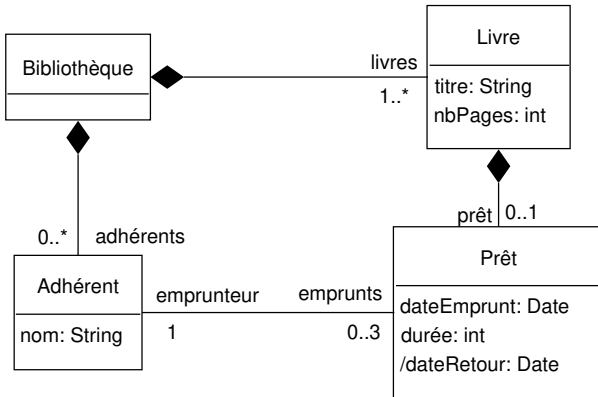 Bibliothèque
livres
1..*
Livre
titre: String
nbPages: int
0..*
adhérents
prêt
0..1
Adhérent
nom: String
emprunteur
1
emprunts
0..3
Prêt
dateEmprunt: Date
durée: int
/dateRetour: Date